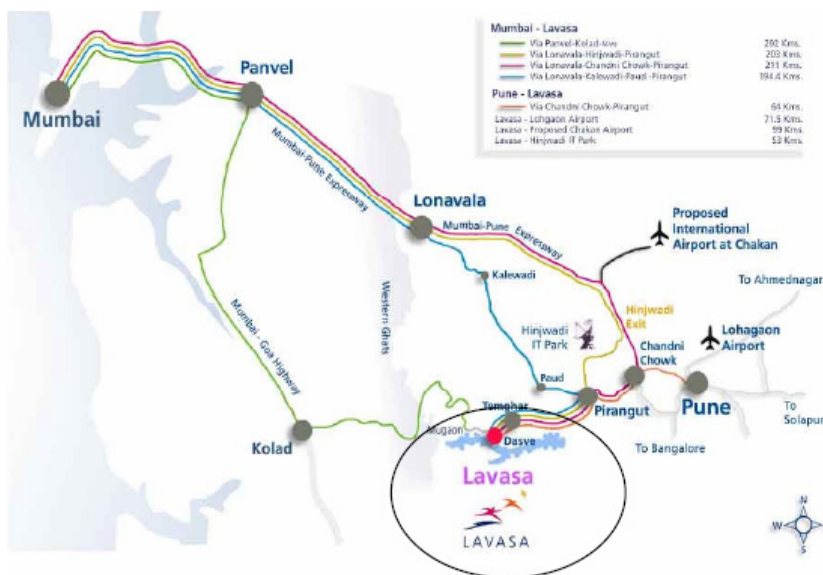 Mumbai - Lavasa
Via Panvel-Kolad-tive 202 Kms.
Via Lonavala-Hinjwadi-Pirangut 203 Kms.
Via Lonavala-Chandni Chowk-Pirangut 211 Kms.
Via Lonavala-Kalewadi-Paud-Pirangut 194.4 Kms.
Pune - Lavasa
Via Chandni Chowk-Pirangut 64 Kms.
Lavasa - Lohgaon Airport 71.5 Kms.
Lavasa - Proposed Chakan Airport 99 Kms.
Lavasa - Hinjwadi IT Park 53 Kms.
Mumbai
Panvel
Mumbai-Pune Expressway
Lonavala
Mumbai-Pune Expressway
Proposed
International
Airport at Chakan
To Ahmednagar
Kalewadi
Western Ghats
Mumbai - Goa Highway
Hinjwadi
IT Park
Hinjwadi
Exit
Lohagaon
Airport
Chandni
Chowk
Paud
Pirangut
Pune
To
Solapur
To Bangalore
Temghar
Mugaon
Dasve
Kolad
Lavasa
LAVASA
N
W
E
S